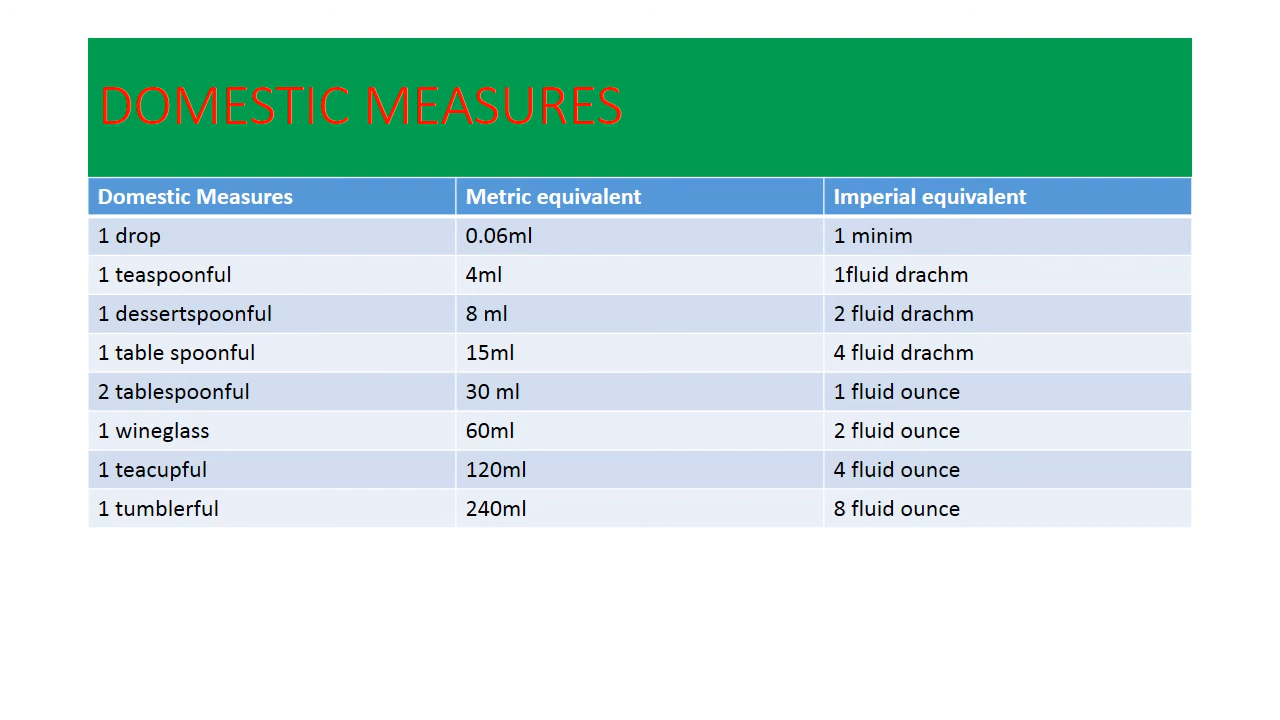 DOMESTIC MEASURES
Domestic Measures Metric equivalent Imperial equivalent
1 drop 0.06ml 1 minim
1 teaspoonful 4ml 1fluid drachm
1 dessertspoonful 8 ml 2 fluid drachm
1 table spoonful 15ml 4 fluid drachm
2 tablespoonful 30 ml 1 fluid ounce
1 wineglass 60ml 2 fluid ounce
1 teacupful 120ml 4 fluid ounce
1 tumblerful 240ml 8 fluid ounce